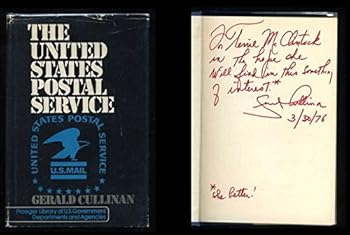 THE
UNITED
STATES
POSTAL
SERVICE
UNITED STATES POSTAL SERVICE
U.S.MAIL
GERALD CULLINAN
Praeger Library of U.S. Government
Departments and Agencies
To Terrie McClintock
in the hope she
will find in this something
of interest.*
Gerald Cullinan
3/30/76
*she better!